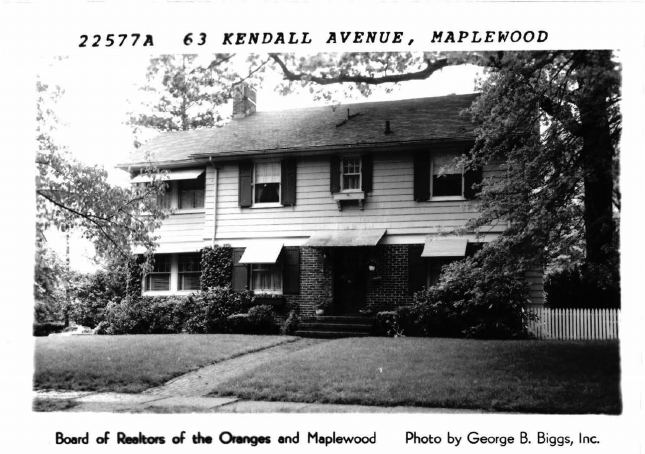 22577A 63 KENDALL AVENUE, MAPLEWOOD
Board of Realtors of the Oranges and Maplewood Photo by George B. Biggs, Inc.